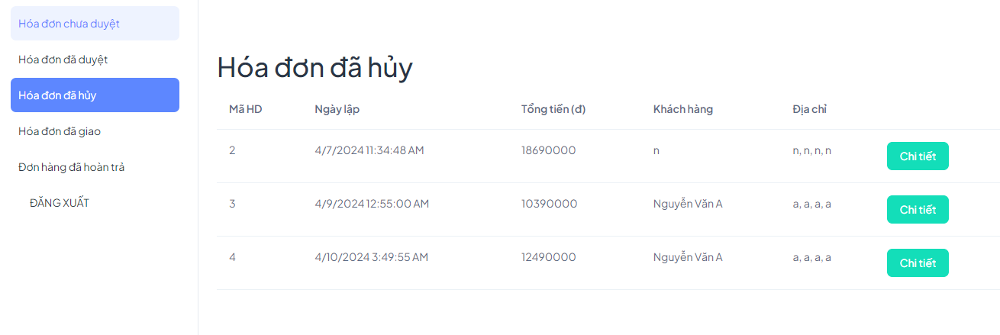 Hóa đơn chưa duyệt
Hóa đơn đã duyệt
Hóa đơn đã hủy
Hóa đơn đã giao
Đơn hàng đã hoàn trả
ĐĂNG XUẤT
Hóa đơn đã hủy
Mã HD Ngày lập Tổng tiền (đ) Khách hàng Địa chỉ
2 4/7/2024 11:34:48 AM 18690000 n n, n, n, n Chi tiết
3 4/9/2024 12:55:00 AM 10390000 Nguyễn Văn A a, a, a, a Chi tiết
4 4/10/2024 3:49:55 AM 12490000 Nguyễn Văn A a, a, a, a Chi tiết